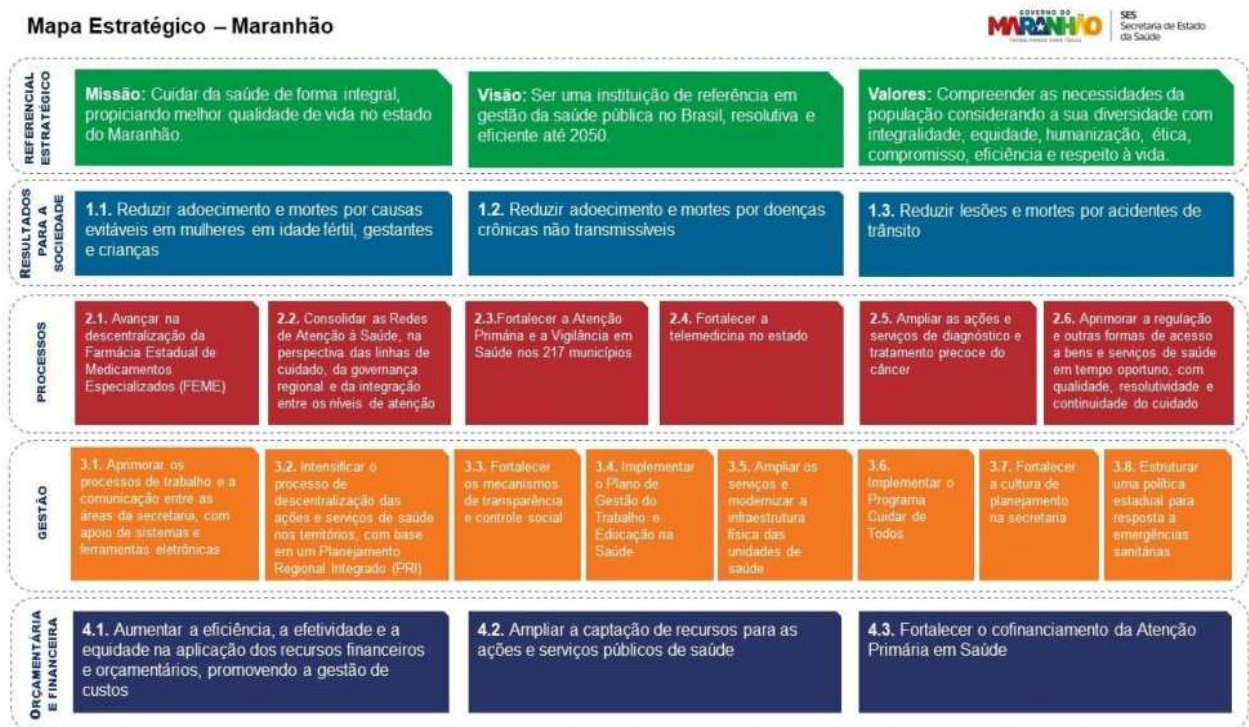 Mapa Estratégico – Maranhão
GOVERNO DO
MARANHÃO
TRABALHANDO PARA TODOS
SES
Secretaria de Estado
da Saúde
REFERENCIAL
ESTRATÉGICO
Missão: Cuidar da saúde de forma integral,
propiciando melhor qualidade de vida no estado
do Maranhão.
Visão: Ser uma instituição de referência em
gestão da saúde pública no Brasil, resolutiva e
eficiente até 2050.
Valores: Compreender as necessidades da
população considerando a sua diversidade com
integralidade, equidade, humanização, ética,
compromisso, eficiência e respeito à vida.
RESULTADOS
PARA A
SOCIEDADE
1.1. Reduzir adoecimento e mortes por causas
evitáveis em mulheres em idade fértil, gestantes
e crianças
1.2. Reduzir adoecimento e mortes por doenças
crônicas não transmissíveis
1.3. Reduzir lesões e mortes por acidentes de
trânsito
PROCESSOS
2.1. Avançar na
descentralização da
Farmácia Estadual de
Medicamentos
Especializados (FEME)
2.2. Consolidar as Redes
de Atenção à Saúde, na
perspectiva das linhas de
cuidado, da governança
regional e da integração
entre os níveis de atenção
2.3.Fortalecer a Atenção
Primária e a Vigilância em
Saúde nos 217 municípios
2.4. Fortalecer a
telemedicina no estado
2.5. Ampliar as ações e
serviços de diagnóstico e
tratamento precoce do
câncer
2.6. Aprimorar a regulação
e outras formas de acesso
a bens e serviços de saúde
em tempo oportuno, com
qualidade, resolutividade e
continuidade do cuidado
GESTÃO
3.1. Aprimorar os
processos de trabalho e a
comunicação entre as
áreas da secretaria, com
apoio de sistemas e
ferramentas eletrônicas
3.2. Intensificar o
processo de
descentralização das
ações e serviços de saúde
nos territórios, com base
em um Planejamento
Regional Integrado (PRI)
3.3. Fortalecer
os mecanismos
de transparência
e controle social
3.4. Implementar
o Plano de
Gestão do
Trabalho e
Educação na
Saúde
3.5. Ampliar os
serviços e
modernizar a
infraestrutura
física das
unidades de
saúde
3.6.
Implementar o
Programa
Cuidar de
Todos
3.7. Fortalecer
a cultura de
planejamento
na secretaria
3.8. Estruturar
uma política
estadual para
resposta a
emergências
sanitárias
ORÇAMENTÁRIA
E FINANCEIRA
4.1. Aumentar a eficiência, a efetividade e a
equidade na aplicação dos recursos financeiros
e orçamentários, promovendo a gestão de
custos
4.2. Ampliar a captação de recursos para as
ações e serviços públicos de saúde
4.3. Fortalecer o cofinanciamento da Atenção
Primária em Saúde